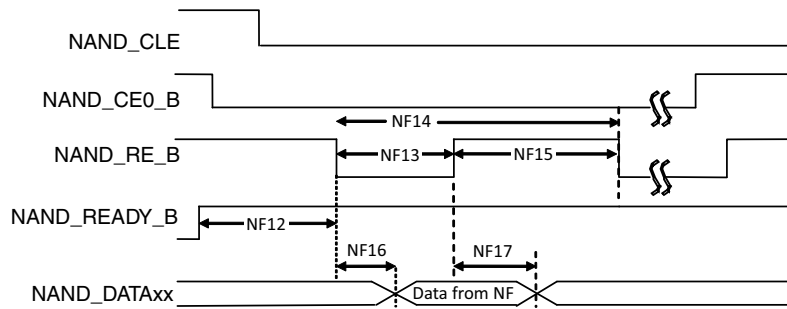 NAND_CLE
NAND_CE0_B
NF14
NAND_RE_B
NF13
NF15
NAND_READY_B
NF12
NF16
NF17
NAND_DATAxx
Data from NF